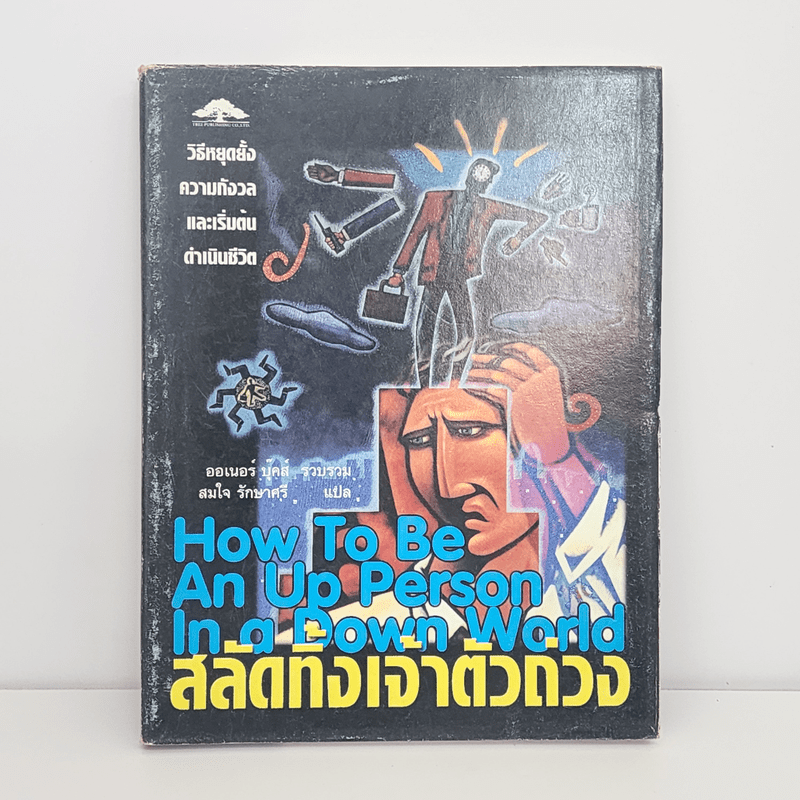 TREE PUBLISHING CO.,LTD.
วิธีหยุดยั้ง
ความกังวล
และเริ่มต้น
ดำเนินชีวิต
ออเนอร์ บุ๊คส์ รวบรวม
สมใจ รักษาศรี แปล
How To Be
An Up Person
In a Down World
สลัดทิ้งเจ้าตัวถ่วง